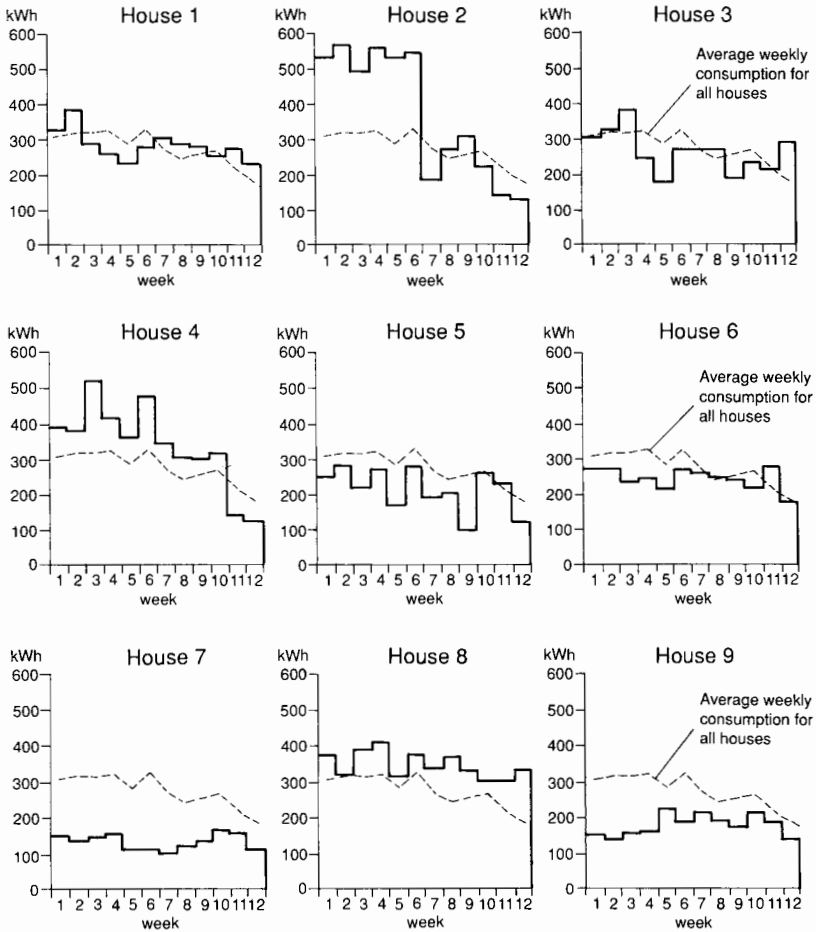 kWh House 1
600
500
400
300
200
100
0
1 2 3 4 5 6 7 8 9 10 11 12
week
kWh House 2
600
500
400
300
200
100
0
1 2 3 4 5 6 7 8 9 10 11 12
week
kWh House 3
600
500
400
300
200
100
0
Average weekly
consumption for
all houses
1 2 3 4 5 6 7 8 9 10 11 12
week
kWh House 4
600
500
400
300
200
100
0
1 2 3 4 5 6 7 8 9 10 11 12
week
kWh House 5
600
500
400
300
200
100
0
1 2 3 4 5 6 7 8 9 10 11 12
week
kWh House 6
600
500
400
300
200
100
0
Average weekly
consumption for
all houses
1 2 3 4 5 6 7 8 9 10 11 12
week
kWh House 7
600
500
400
300
200
100
0
1 2 3 4 5 6 7 8 9 10 11 12
week
kWh House 8
600
500
400
300
200
100
0
1 2 3 4 5 6 7 8 9 10 11 12
week
kWh House 9
600
500
400
300
200
100
0
Average weekly
consumption for
all houses
1 2 3 4 5 6 7 8 9 10 11 12
week